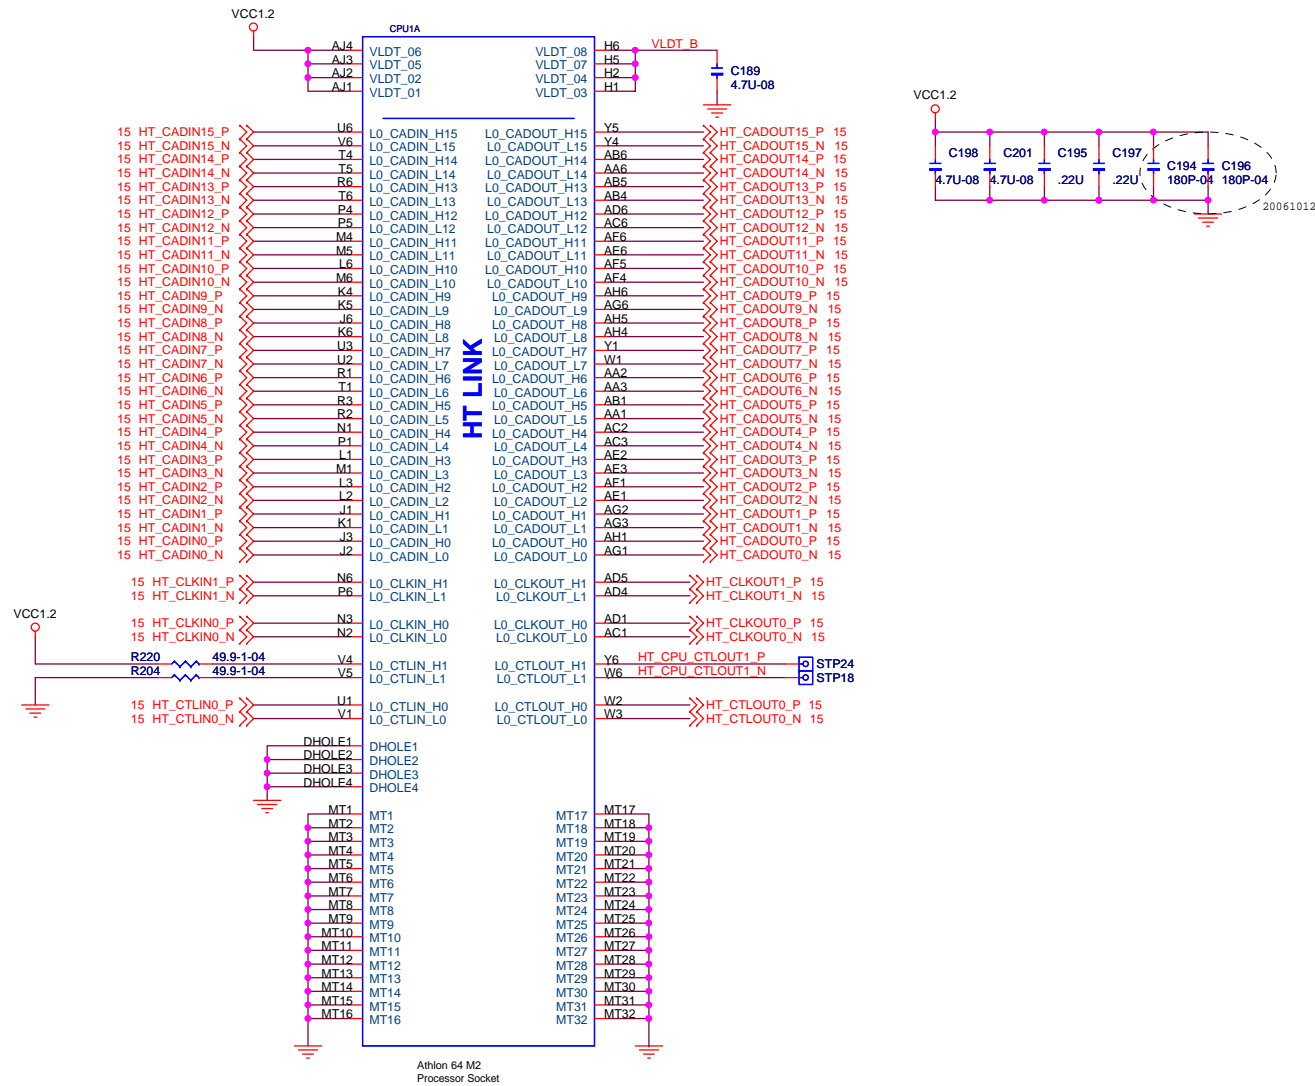 VCC1.2
CPU1A
AJ4 VLDT_06 VLDT_08 H6 VLDT_B
AJ3 VLDT_05 VLDT_07 H5
AJ2 VLDT_02 VLDT_04 H2
AJ1 VLDT_01 VLDT_03 H1
C189
4.7U-08
15 HT_CADIN15_P U6 L0_CADIN_H15 L0_CADOUT_H15 Y5 HT_CADOUT15_P 15
15 HT_CADIN15_N V6 L0_CADIN_L15 L0_CADOUT_L15 Y4 HT_CADOUT15_N 15
15 HT_CADIN14_P T4 L0_CADIN_H14 L0_CADOUT_H14 AB6 HT_CADOUT14_P 15
15 HT_CADIN14_N T5 L0_CADIN_L14 L0_CADOUT_L14 AA6 HT_CADOUT14_N 15
15 HT_CADIN13_P R6 L0_CADIN_H13 L0_CADOUT_H13 AB5 HT_CADOUT13_P 15
15 HT_CADIN13_N T6 L0_CADIN_L13 L0_CADOUT_L13 AB4 HT_CADOUT13_N 15
15 HT_CADIN12_P P4 L0_CADIN_H12 L0_CADOUT_H12 AD6 HT_CADOUT12_P 15
15 HT_CADIN12_N P5 L0_CADIN_L12 L0_CADOUT_L12 AC6 HT_CADOUT12_N 15
15 HT_CADIN11_P M4 L0_CADIN_H11 L0_CADOUT_H11 AF6 HT_CADOUT11_P 15
15 HT_CADIN11_N M5 L0_CADIN_L11 L0_CADOUT_L11 AE6 HT_CADOUT11_N 15
15 HT_CADIN10_P L6 L0_CADIN_H10 L0_CADOUT_H10 AF5 HT_CADOUT10_P 15
15 HT_CADIN10_N M6 L0_CADIN_L10 L0_CADOUT_L10 AF4 HT_CADOUT10_N 15
15 HT_CADIN9_P K4 L0_CADIN_H9 L0_CADOUT_H9 AH6 HT_CADOUT9_P 15
15 HT_CADIN9_N K5 L0_CADIN_L9 L0_CADOUT_L9 AG6 HT_CADOUT9_N 15
15 HT_CADIN8_P J6 L0_CADIN_H8 L0_CADOUT_H8 AH5 HT_CADOUT8_P 15
15 HT_CADIN8_N K6 L0_CADIN_L8 L0_CADOUT_L8 AH4 HT_CADOUT8_N 15
15 HT_CADIN7_P U3 L0_CADIN_H7 L0_CADOUT_H7 Y1 HT_CADOUT7_P 15
15 HT_CADIN7_N U2 L0_CADIN_L7 L0_CADOUT_L7 W1 HT_CADOUT7_N 15
15 HT_CADIN6_P R1 L0_CADIN_H6 L0_CADOUT_H6 AA2 HT_CADOUT6_P 15
15 HT_CADIN6_N T1 L0_CADIN_L6 L0_CADOUT_L6 AA3 HT_CADOUT6_N 15
15 HT_CADIN5_P R3 L0_CADIN_H5 L0_CADOUT_H5 AB1 HT_CADOUT5_P 15
15 HT_CADIN5_N R2 L0_CADIN_L5 L0_CADOUT_L5 AA1 HT_CADOUT5_N 15
15 HT_CADIN4_P N1 L0_CADIN_H4 L0_CADOUT_H4 AC2 HT_CADOUT4_P 15
15 HT_CADIN4_N P1 L0_CADIN_L4 L0_CADOUT_L4 AC3 HT_CADOUT4_N 15
15 HT_CADIN3_P L1 L0_CADIN_H3 L0_CADOUT_H3 AE2 HT_CADOUT3_P 15
15 HT_CADIN3_N M1 L0_CADIN_L3 L0_CADOUT_L3 AE3 HT_CADOUT3_N 15
15 HT_CADIN2_P L3 L0_CADIN_H2 L0_CADOUT_H2 AF1 HT_CADOUT2_P 15
15 HT_CADIN2_N L2 L0_CADIN_L2 L0_CADOUT_L2 AE1 HT_CADOUT2_N 15
15 HT_CADIN1_P J1 L0_CADIN_H1 L0_CADOUT_H1 AG2 HT_CADOUT1_P 15
15 HT_CADIN1_N K1 L0_CADIN_L1 L0_CADOUT_L1 AG3 HT_CADOUT1_N 15
15 HT_CADIN0_P J3 L0_CADIN_H0 L0_CADOUT_H0 AH1 HT_CADOUT0_P 15
15 HT_CADIN0_N J2 L0_CADIN_L0 L0_CADOUT_L0 AG1 HT_CADOUT0_N 15
HT LINK
15 HT_CLKIN1_P N6 L0_CLKIN_H1 L0_CLKOUT_H1 AD5 HT_CLKOUT1_P 15
15 HT_CLKIN1_N P6 L0_CLKIN_L1 L0_CLKOUT_L1 AD4 HT_CLKOUT1_N 15
VCC1.2
15 HT_CLKIN0_P N3 L0_CLKIN_H0 L0_CLKOUT_H0 AD1 HT_CLKOUT0_P 15
15 HT_CLKIN0_N N2 L0_CLKIN_L0 L0_CLKOUT_L0 AC1 HT_CLKOUT0_N 15
R220 49.9-1-04 V4 L0_CTLIN_H1 L0_CTLOUT_H1 Y6 HT_CPU_CTLOUT1_P STP24
R204 49.9-1-04 V5 L0_CTLIN_L1 L0_CTLOUT_L1 W6 HT_CPU_CTLOUT1_N STP18
15 HT_CTLIN0_P U1 L0_CTLIN_H0 L0_CTLOUT_H0 W2 HT_CTLOUT0_P 15
15 HT_CTLIN0_N V1 L0_CTLIN_L0 L0_CTLOUT_L0 W3 HT_CTLOUT0_N 15
DHOLE1 DHOLE1
DHOLE2 DHOLE2
DHOLE3 DHOLE3
DHOLE4 DHOLE4
MT1 MT1 MT17 MT17
MT2 MT2 MT18 MT18
MT3 MT3 MT19 MT19
MT4 MT4 MT20 MT20
MT5 MT5 MT21 MT21
MT6 MT6 MT22 MT22
MT7 MT7 MT23 MT23
MT8 MT8 MT24 MT24
MT9 MT9 MT25 MT25
MT10 MT10 MT26 MT26
MT11 MT11 MT27 MT27
MT12 MT12 MT28 MT28
MT13 MT13 MT29 MT29
MT14 MT14 MT30 MT30
MT15 MT15 MT31 MT31
MT16 MT16 MT32 MT32
Athlon 64 M2
Processor Socket
VCC1.2
C198 C201 C195 C197 C194 C196
4.7U-08 4.7U-08 .22U .22U 180P-04 180P-04
20061012